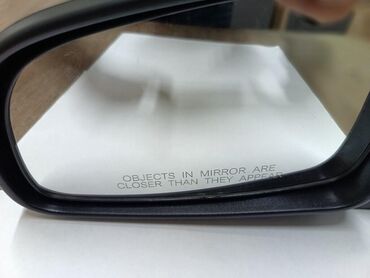 OBJECTS IN MIRROR ARE
CLOSER THAN THEY APPEAR